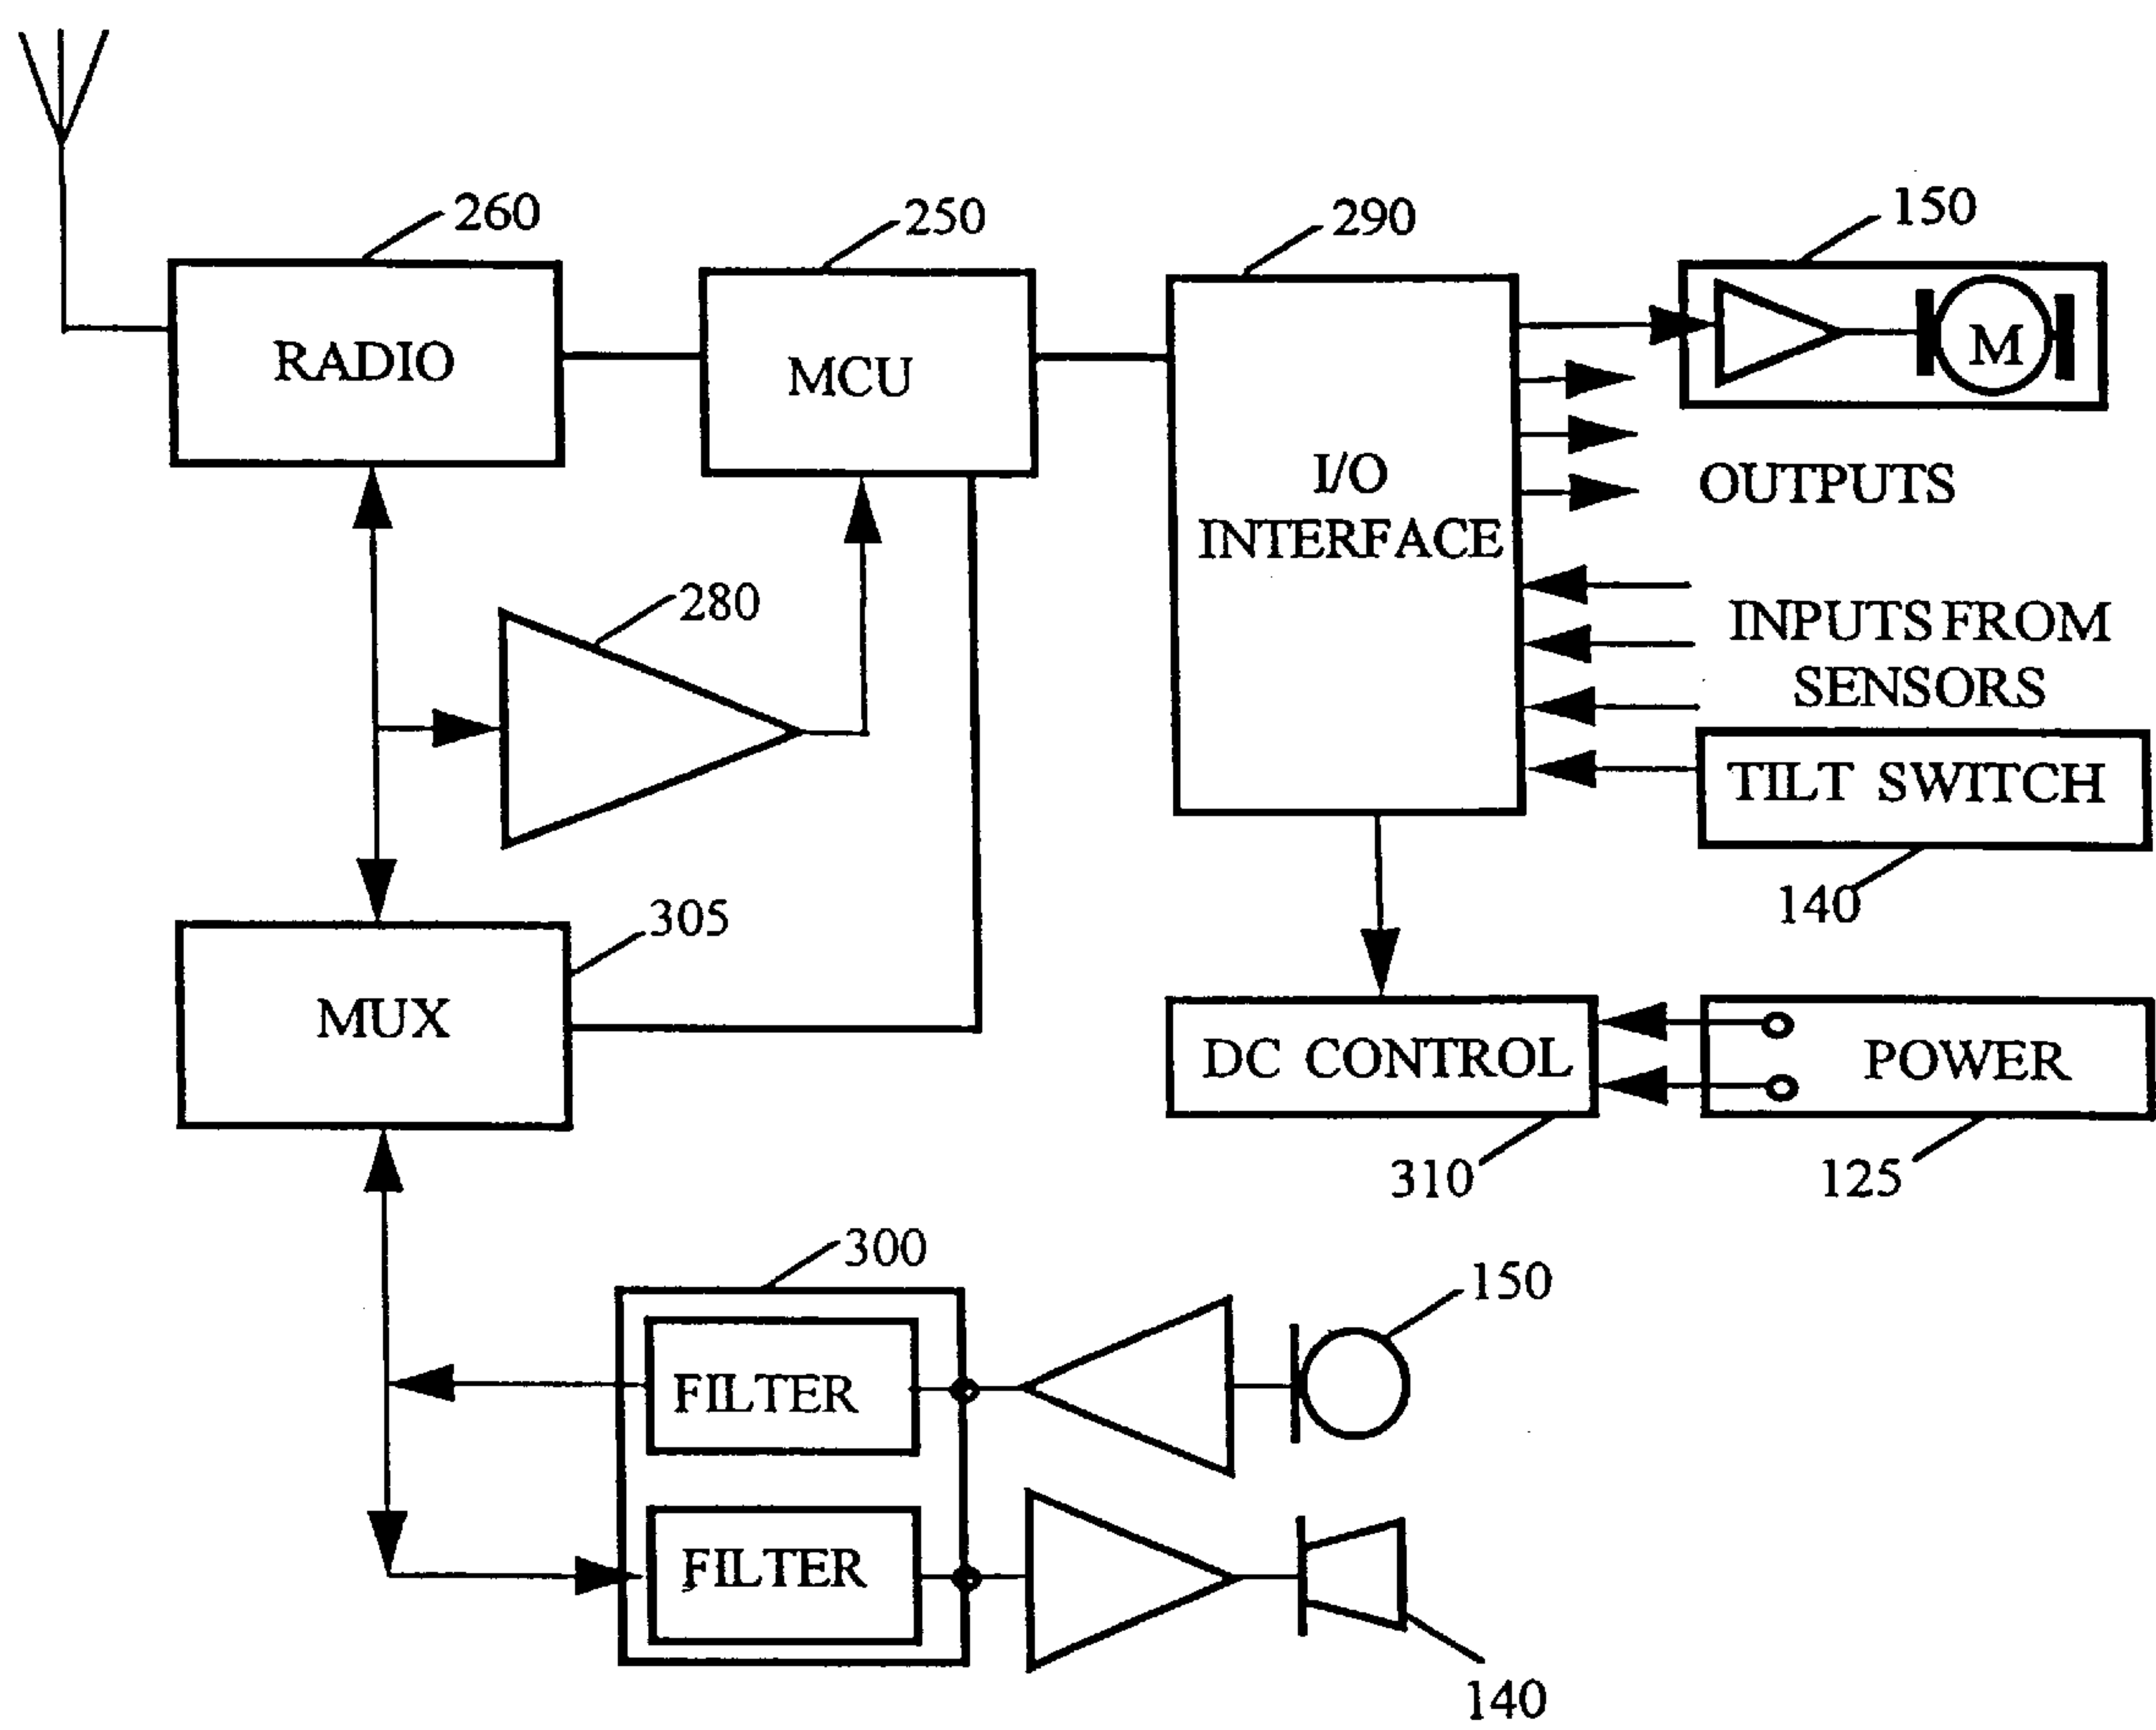 260
250
290
150
RADIO
MCU
M
I/O
INTERFACE
OUTPUTS
280
INPUTS FROM
SENSORS
TILT SWITCH
140
305
MUX
DC CONTROL
POWER
310
125
300
150
FILTER
FILTER
140